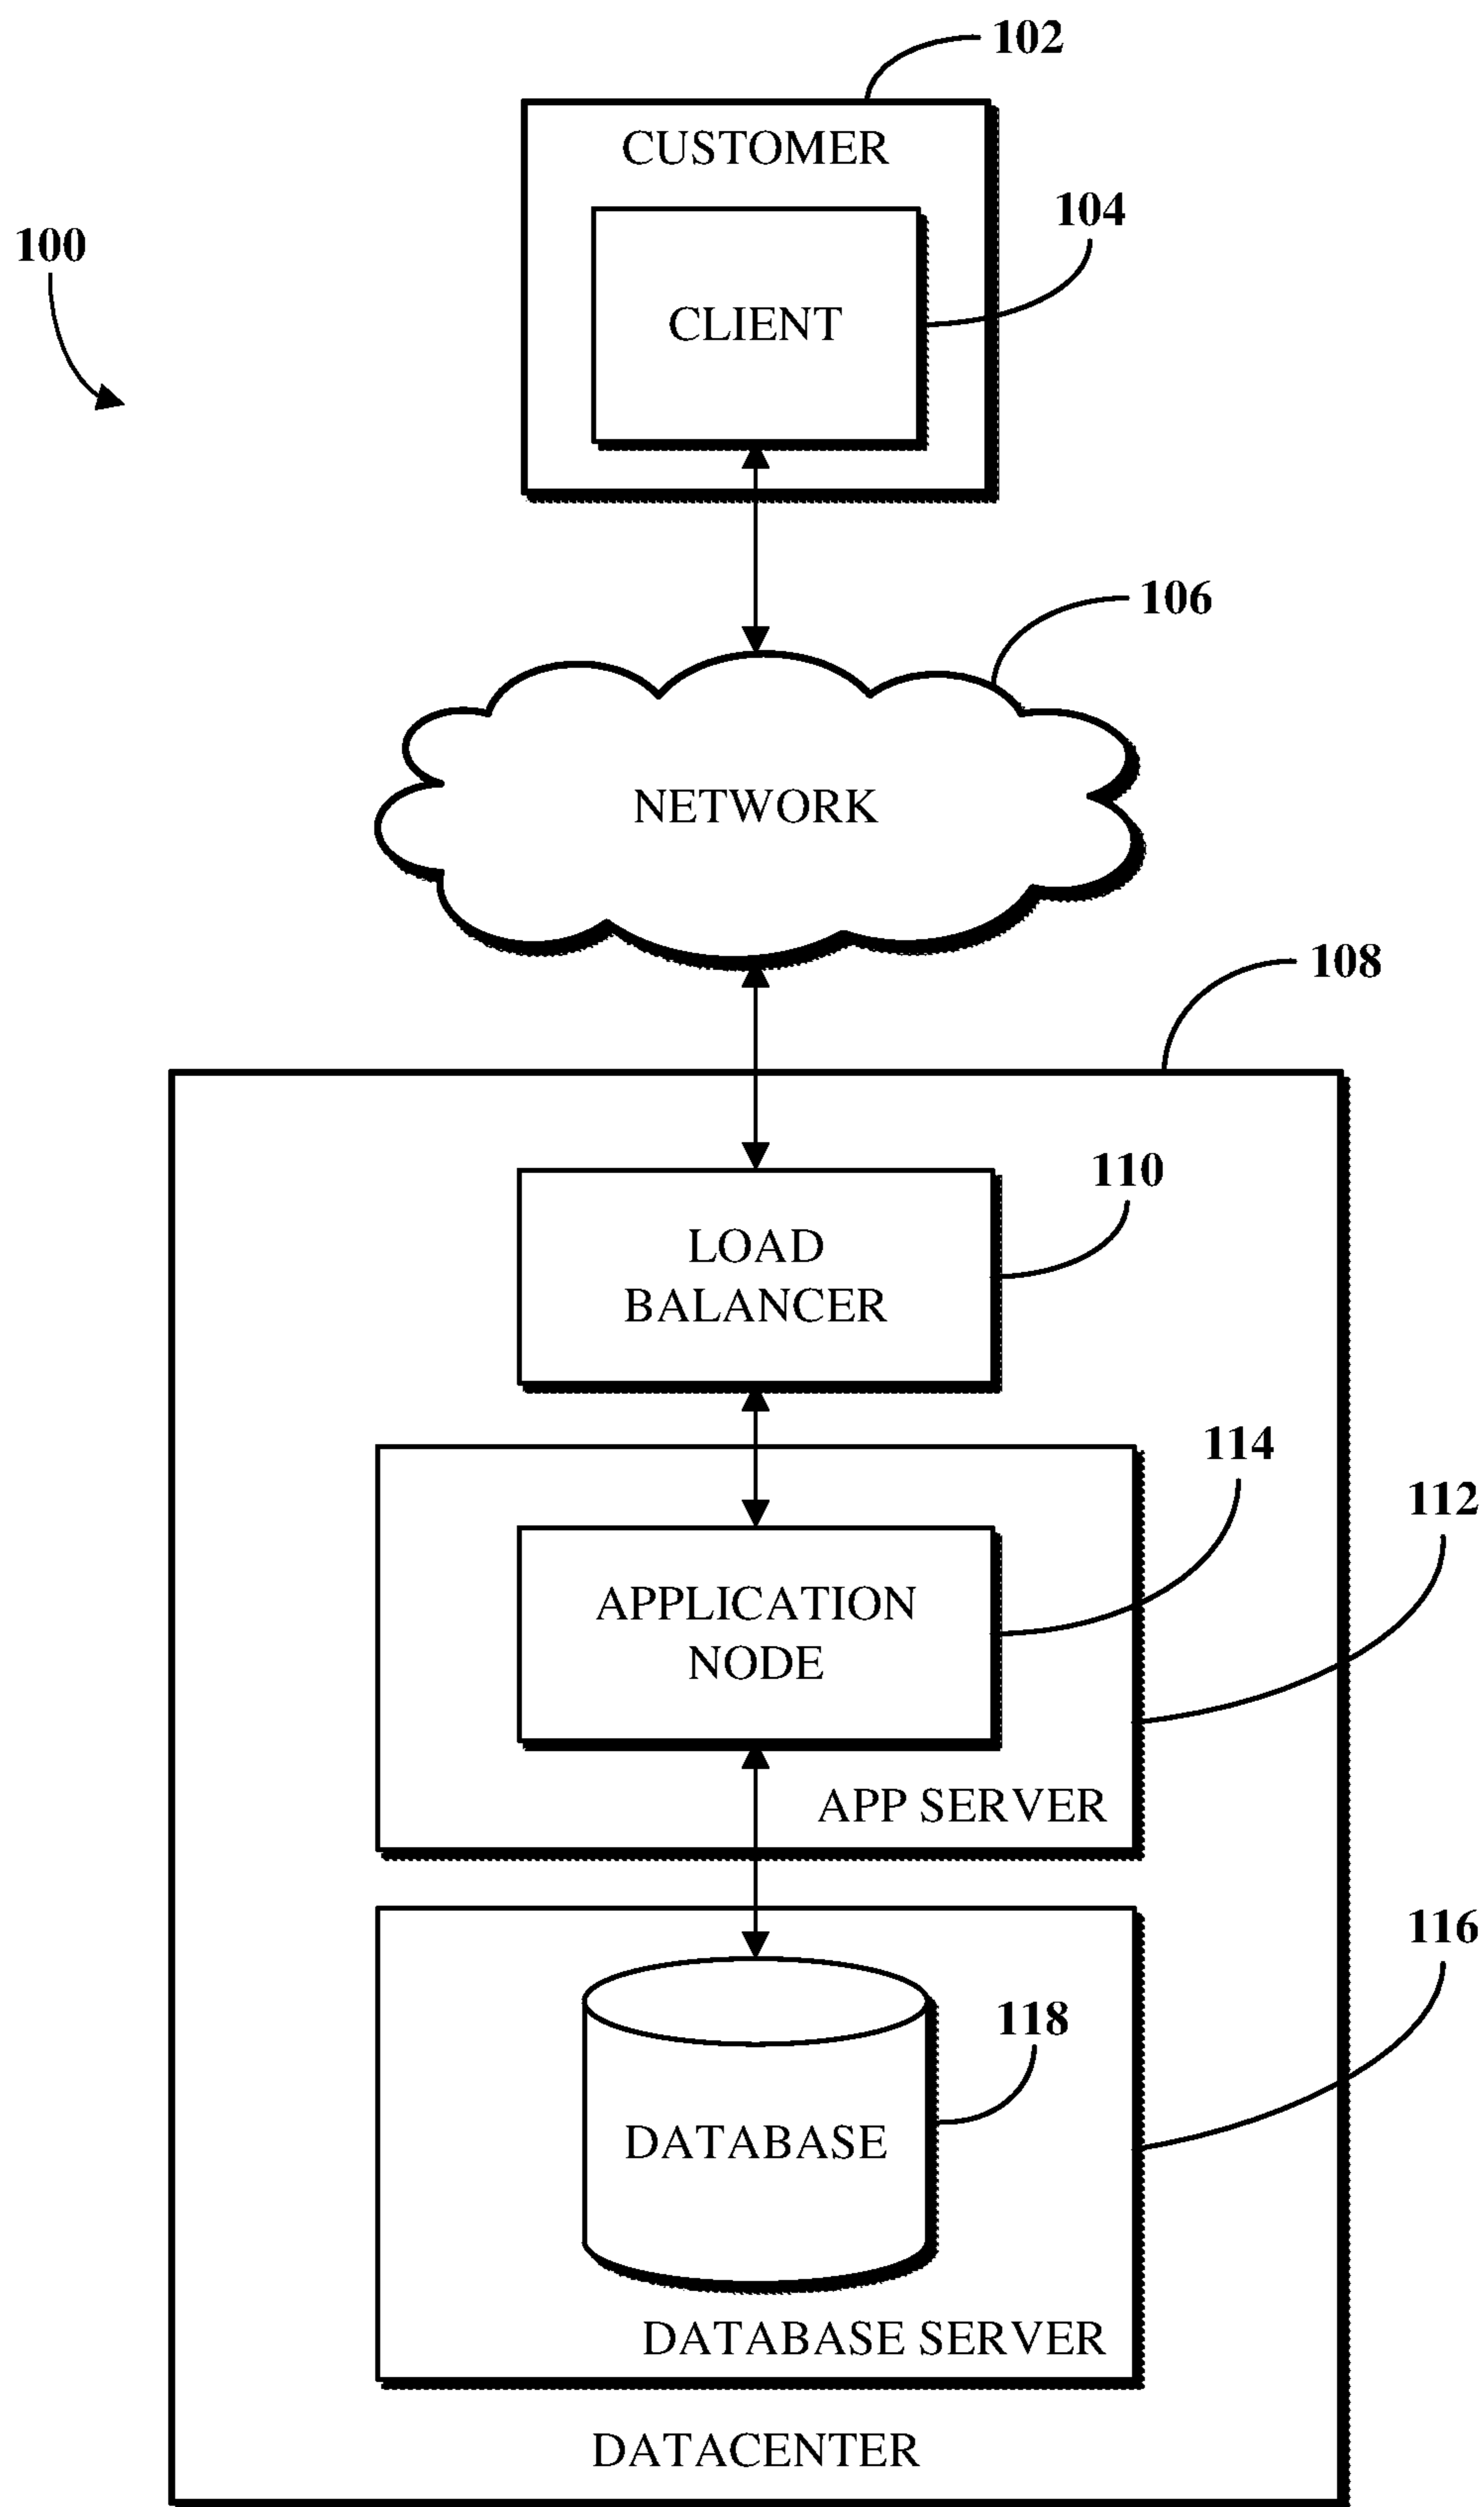 102
CUSTOMER
104
100
CLIENT
106
NETWORK
108
110
LOAD
BALANCER
114
112
APPLICATION
NODE
APP SERVER
116
118
DATABASE
DATABASE SERVER
DATACENTER